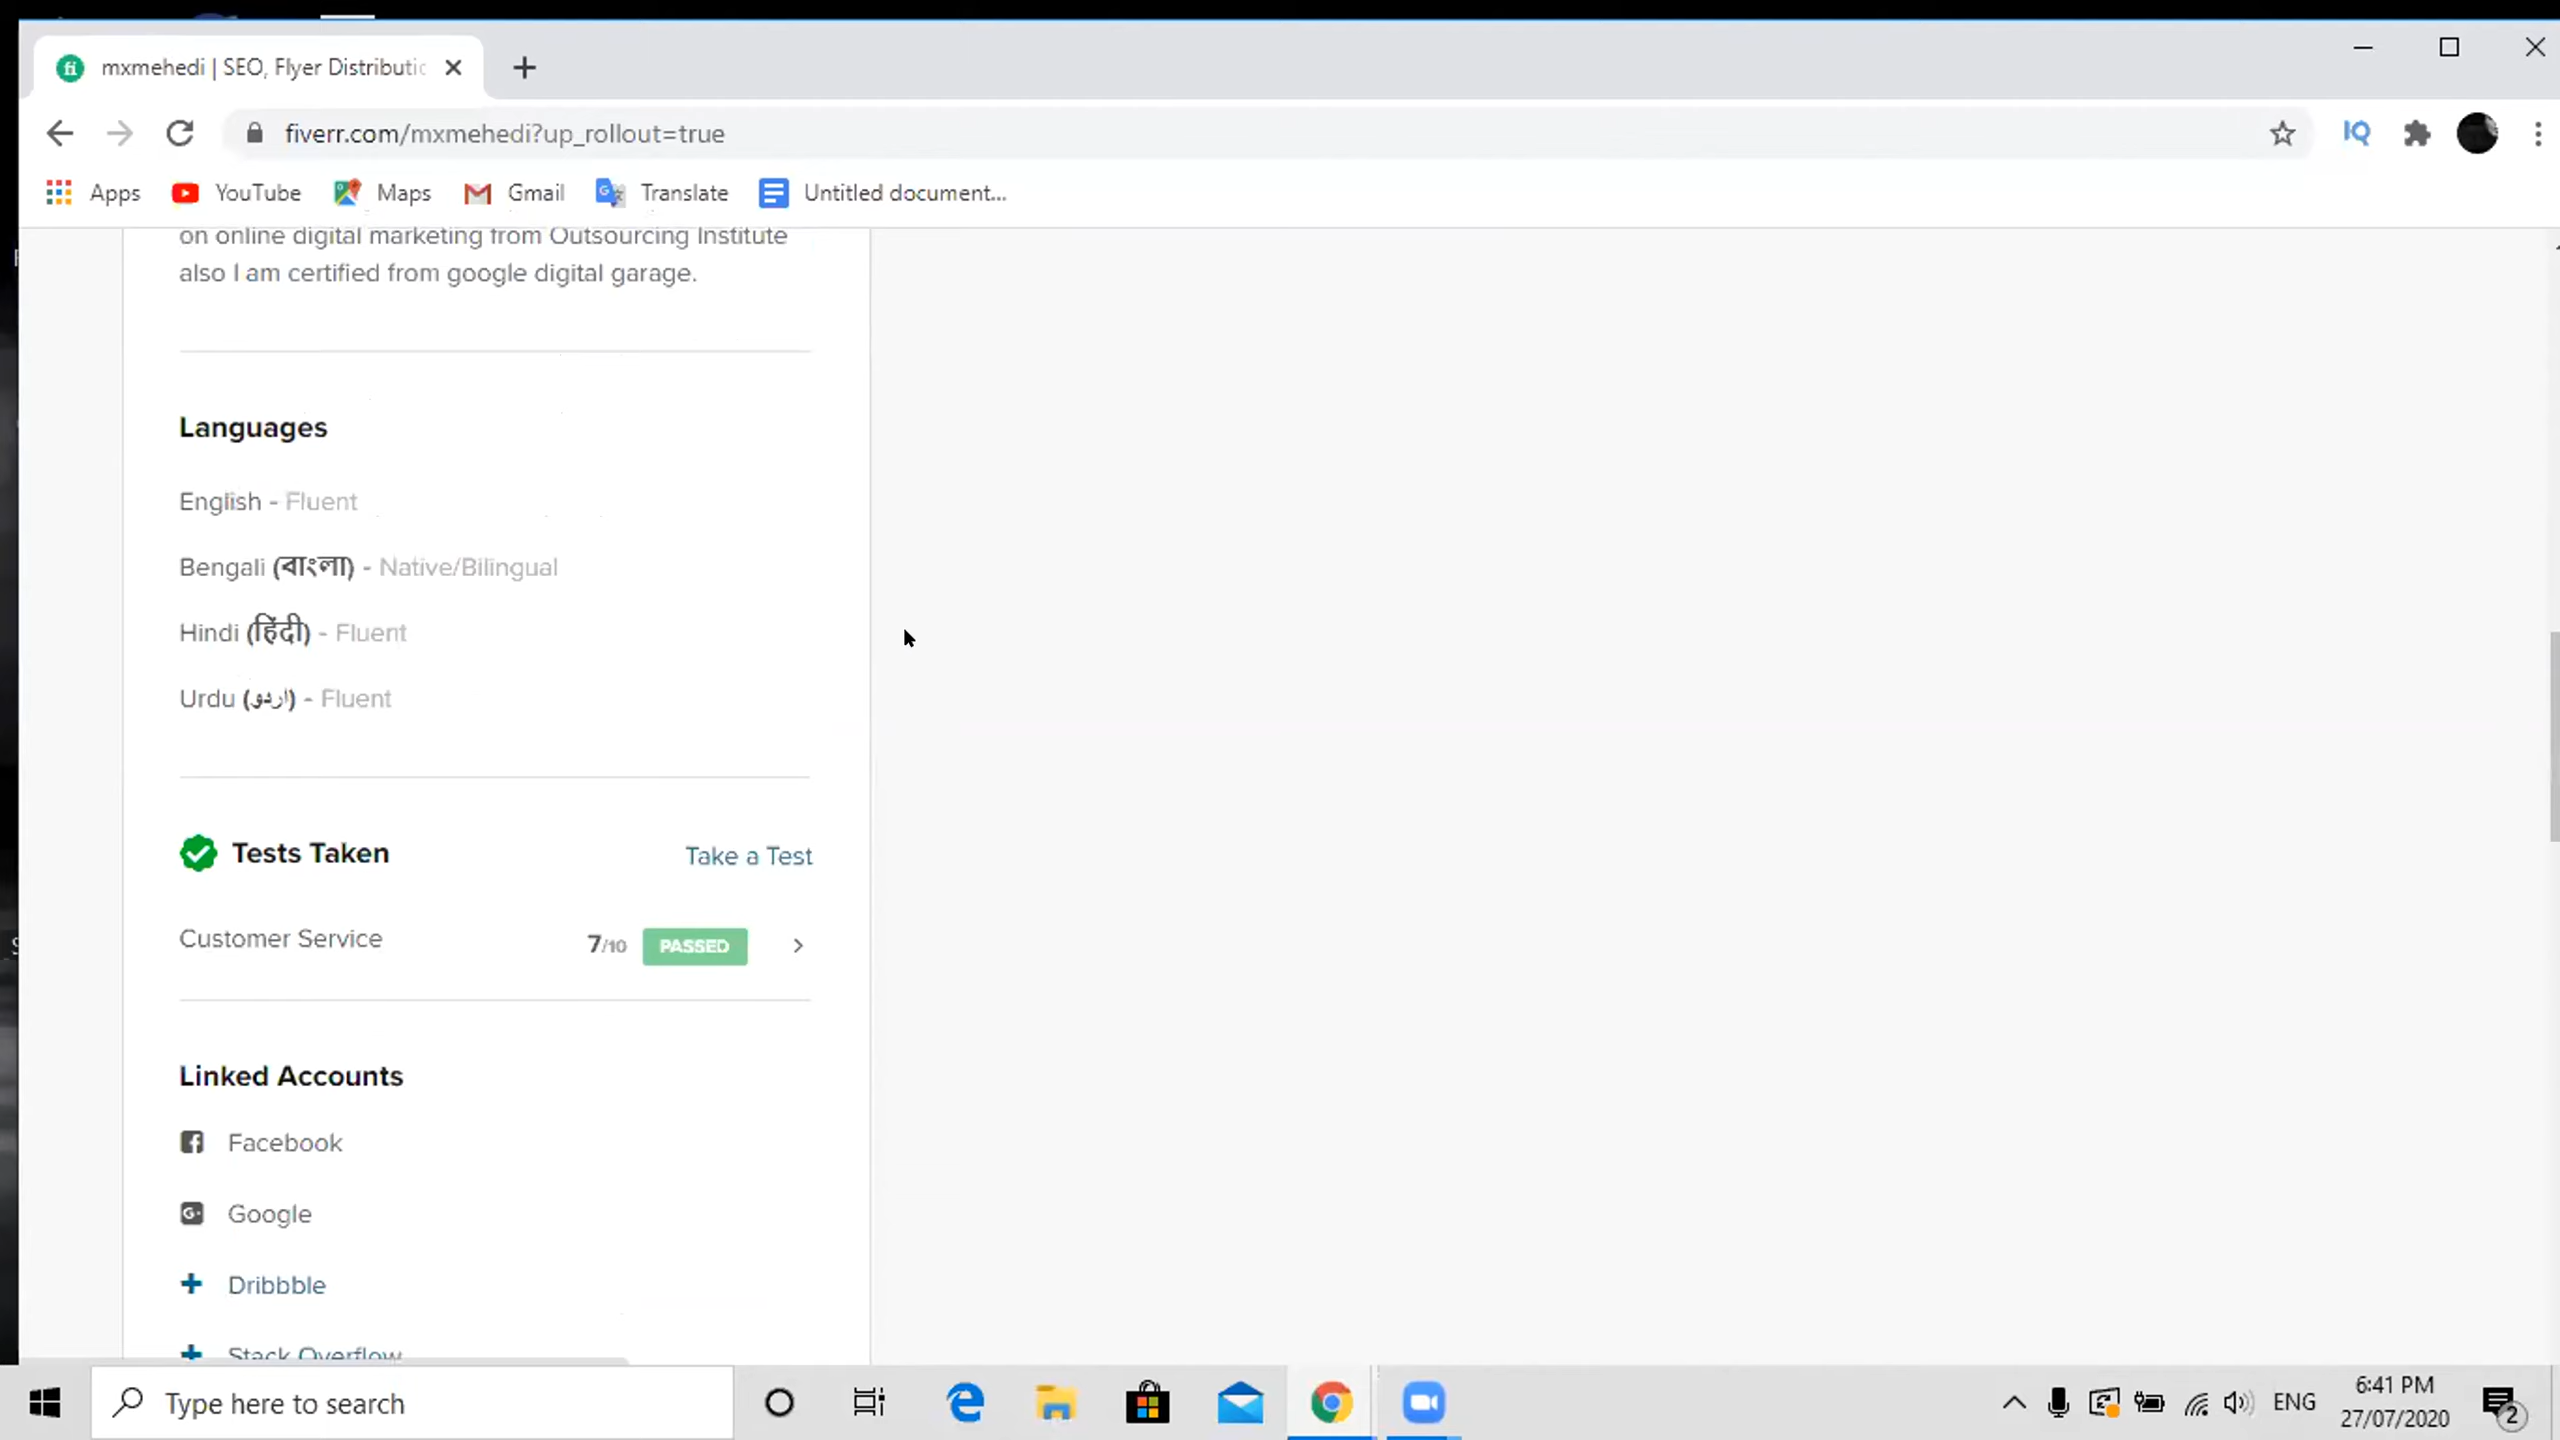 mxmehedi | SEO, Flyer Distributic
fiverr.com/mxmehedi?up_rollout=true
IQ
Apps
YouTube
Maps
Gmail
Translate
Untitled document...
on online digital marketing from Outsourcing Institute
also I am certified from google digital garage.
Languages
English - Fluent
Bengali (বাংলা) - Native/Bilingual
Hindi (हिंदी) - Fluent
Urdu (اردو) - Fluent
Tests Taken
Take a Test
Customer Service
7/10 PASSED
Linked Accounts
Facebook
Google
Dribbble
Stack Overflow
Type here to search
ENG
6:41 PM
27/07/2020
2